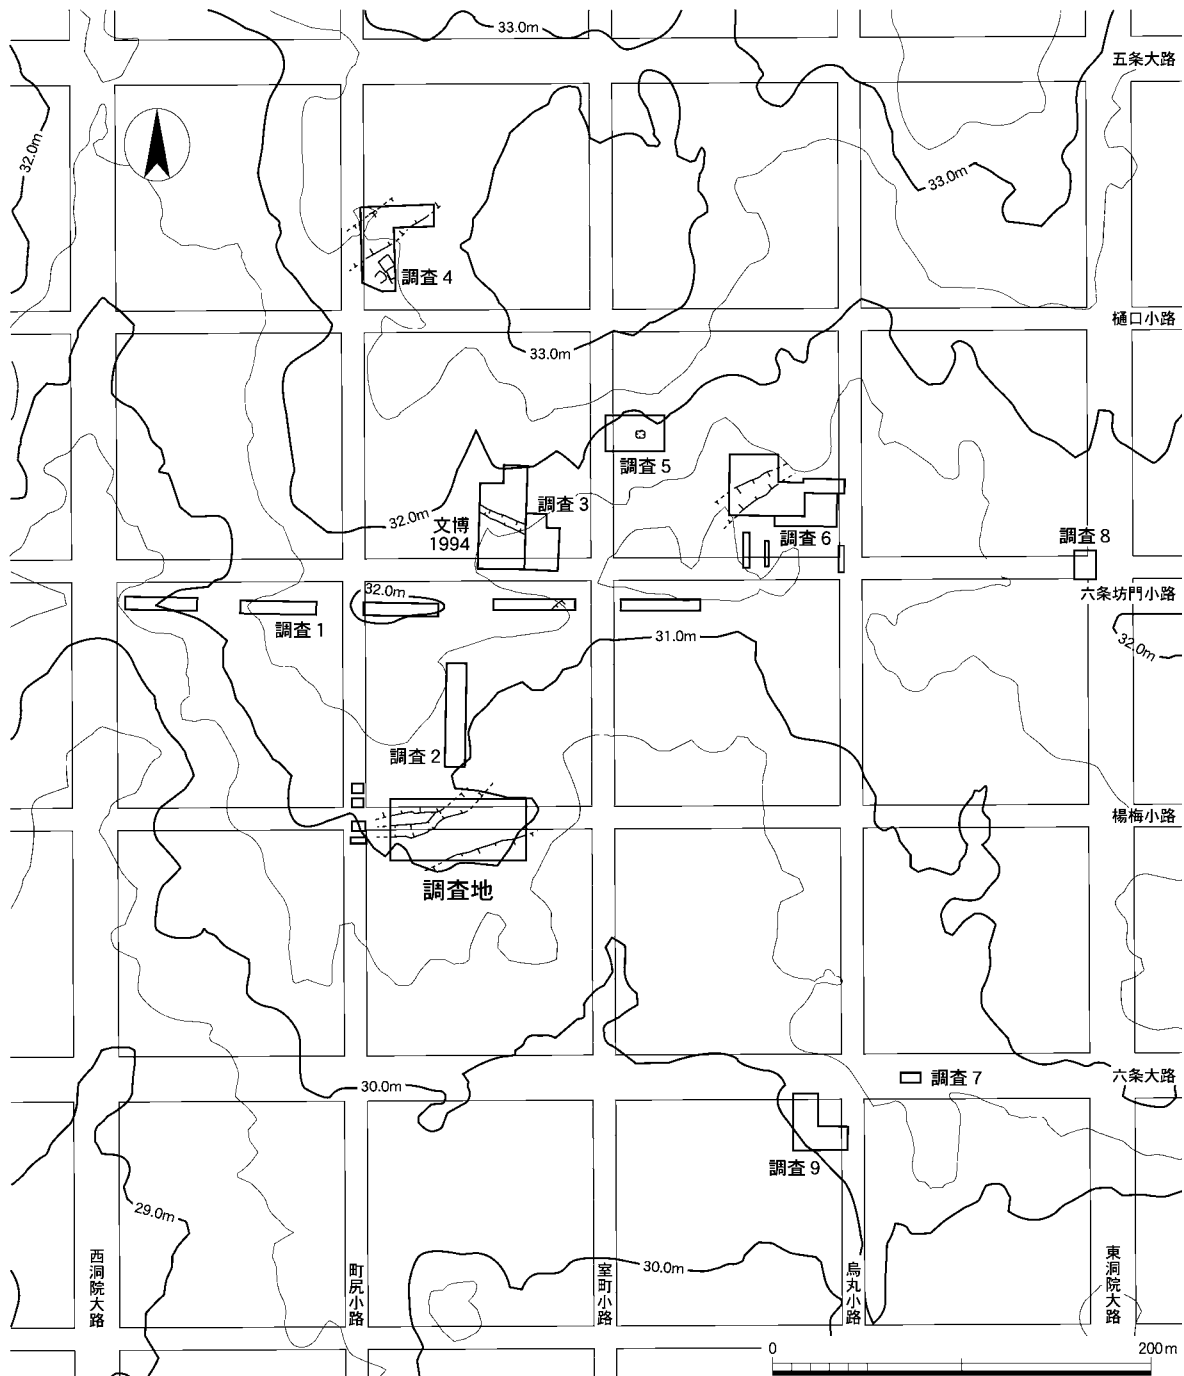 33.0m
五条大路
32.0m
33.0m
調査4
樋口小路
33.0m
調査5
調査3
32.0m
文博
1994
調査6
調査8
六条坊門小路
32.0m
調査1
31.0m
32.0m
調査2
楊梅小路
調査地
30.0m
調査7
六条大路
調査9
29.0m
30.0m
西洞院大路
町尻小路
室町小路
烏丸小路
東洞院大路
0
200m